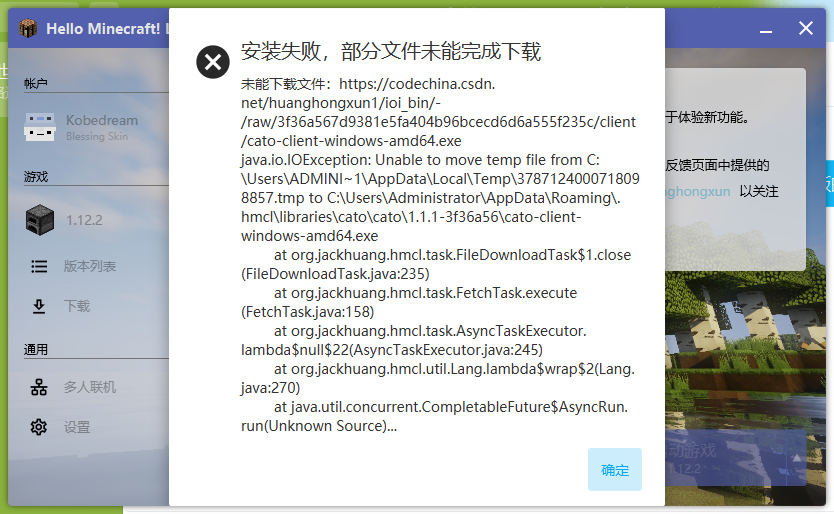 Hello Minecraft! L
帐户
Kobedream
Blessing Skin
游戏
1.12.2
版本列表
下载
通用
多人联机
设置
安装失败，部分文件未能完成下载
未能下载文件：https://codechina.csdn.
net/huanghongxun1/ioi_bin/-
/raw/3f36a567d9381e5fa404b96bcecd6d6a555f235c/client
/cato-client-windows-amd64.exe
java.io.IOException: Unable to move temp file from C:
\Users\ADMINI~1\AppData\Local\Temp\378712400071809
8857.tmp to C:\Users\Administrator\AppData\Roaming\.
hmcl\libraries\cato\cato\1.1.1-3f36a56\cato-client-
windows-amd64.exe
at org.jackhuang.hmcl.task.FileDownloadTask$1.close
(FileDownloadTask.java:235)
at org.jackhuang.hmcl.task.FetchTask.execute
(FetchTask.java:158)
at org.jackhuang.hmcl.task.AsyncTaskExecutor.
lambda$null$22(AsyncTaskExecutor.java:245)
at org.jackhuang.hmcl.util.Lang.lambda$wrap$2(Lang.
java:270)
at java.util.concurrent.CompletableFuture$AsyncRun.
run(Unknown Source)...
确定
于体验新功能。
反馈页面中提供的
nghongxun 以关注
动游戏
1.12.2